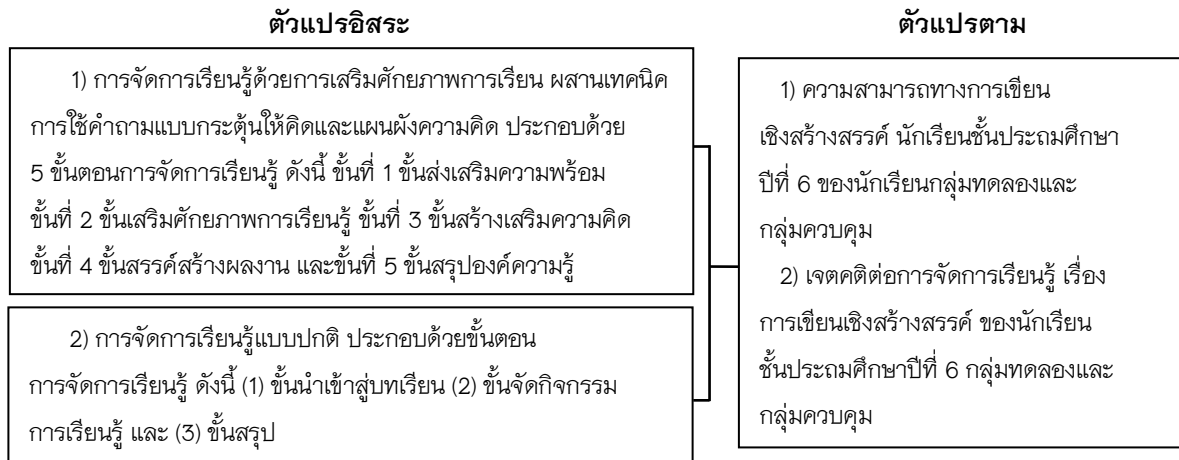 ตัวแปรอิสระ
1) การจัดการเรียนรู้ด้วยการเสริมศักยภาพการเรียน ผสานเทคนิค
การใช้คำถามแบบกระตุ้นให้คิดและแผนผังความคิด ประกอบด้วย
5 ขั้นตอนการจัดการเรียนรู้ ดังนี้ ขั้นที่ 1 ขั้นส่งเสริมความพร้อม
ขั้นที่ 2 ขั้นเสริมศักยภาพการเรียนรู้ ขั้นที่ 3 ขั้นสร้างเสริมความคิด
ขั้นที่ 4 ขั้นสรรค์สร้างผลงาน และขั้นที่ 5 ขั้นสรุปองค์ความรู้
2) การจัดการเรียนรู้แบบปกติ ประกอบด้วยขั้นตอน
การจัดการเรียนรู้ ดังนี้ (1) ขั้นนำเข้าสู่บทเรียน (2) ขั้นจัดกิจกรรม
การเรียนรู้ และ (3) ขั้นสรุป
ตัวแปรตาม
1) ความสามารถทางการเขียน
เชิงสร้างสรรค์ นักเรียนชั้นประถมศึกษา
ปีที่ 6 ของนักเรียนกลุ่มทดลองและ
กลุ่มควบคุม
2) เจตคติต่อการจัดการเรียนรู้ เรื่อง
การเขียนเชิงสร้างสรรค์ ของนักเรียน
ชั้นประถมศึกษาปีที่ 6 กลุ่มทดลองและ
กลุ่มควบคุม